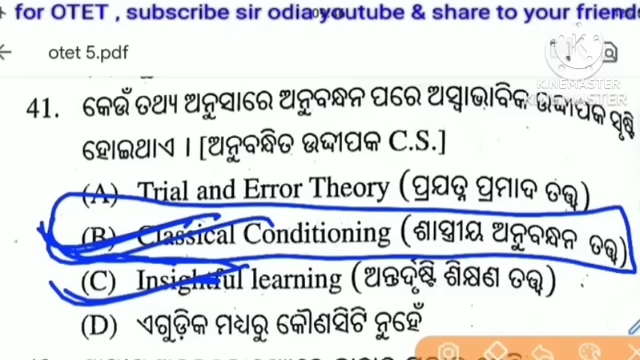 for OTET , subscribe sir odia youtube & share to your friends
otet 5.pdf
KINEMASTER
KINEMASTER
41. କେଉଁ ତଥ୍ୟ ଅନୁସାରେ ଅନୁବନ୍ଧନ ପରେ ଅସ୍ୱାଭାବିକ ଉଦ୍ଦୀପକ ସୃଷ୍ଟି
ହୋଇଥାଏ । [ଅନୁବନ୍ଧିତ ଉଦ୍ଦୀପକ C.S.]
(A) Trial and Error Theory (ପ୍ରଯତ୍ନ ପ୍ରମାଦ ତତ୍ତ୍ୱ)
(B) Classical Conditioning (ଶାସ୍ତ୍ରୀୟ ଅନୁବନ୍ଧନ ତତ୍ତ୍ୱ)
(C) Insightful learning (ଅନ୍ତର୍ଦୃଷ୍ଟି ଶିକ୍ଷଣ ତତ୍ତ୍ୱ)
(D) ଏଗୁଡ଼ିକ ମଧ୍ୟରୁ କୌଣସିଟି ନୁହେଁ